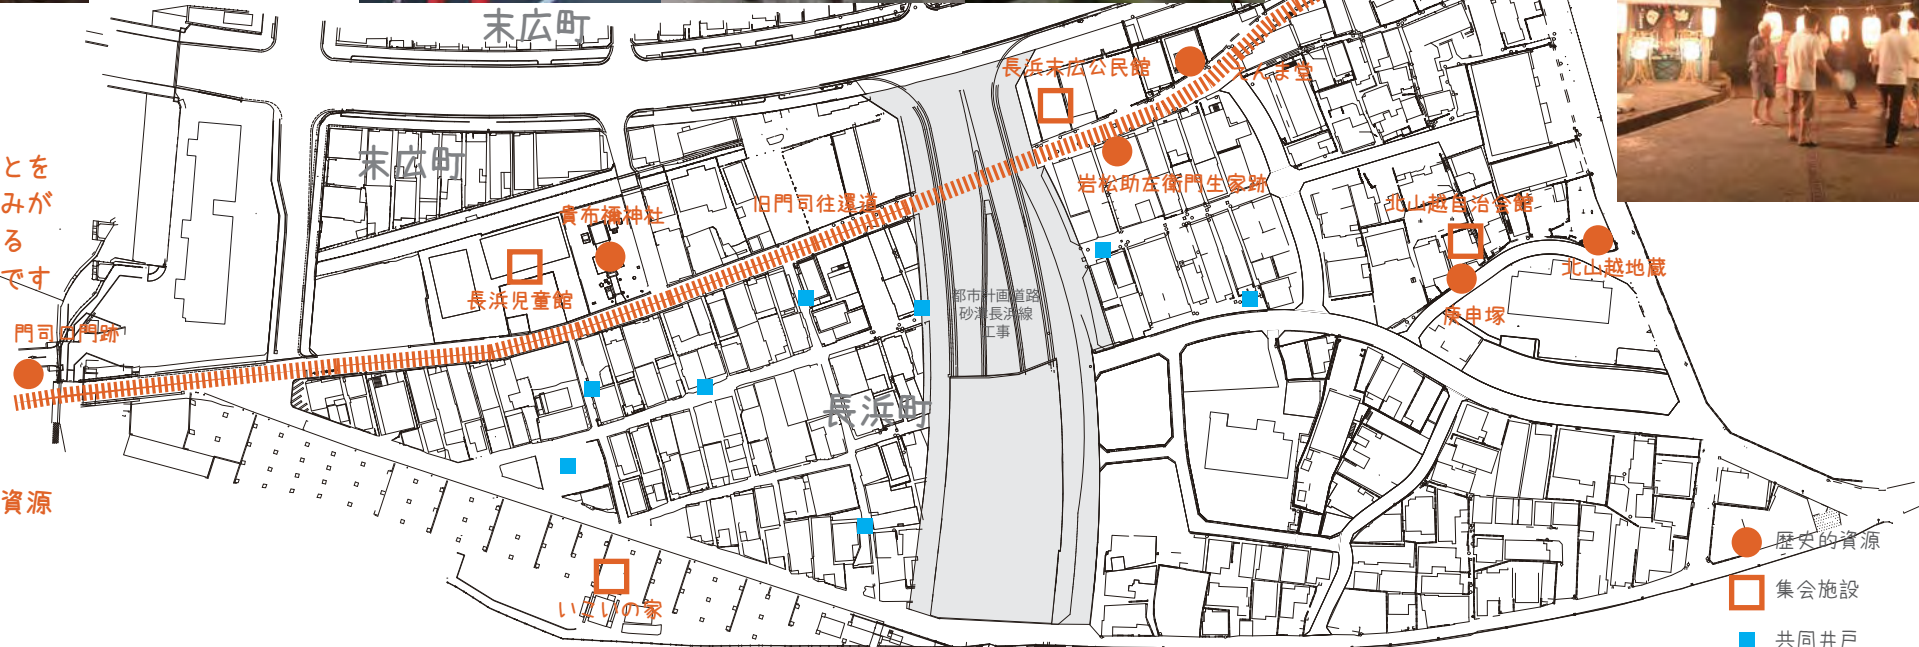 末広町
長浜末広公民館
えんま堂
末広町
とを
みが
る
です
岩松助左衛門生家跡
旧門司往還道
貴布禰神社
北山越自治会館
長浜児童館
北山越地蔵
都市計画道路
砂津長浜線
工事
庚申塚
門司口門跡
長浜町
資源
いこいの家
歴史的資源
集会施設
共同井戸